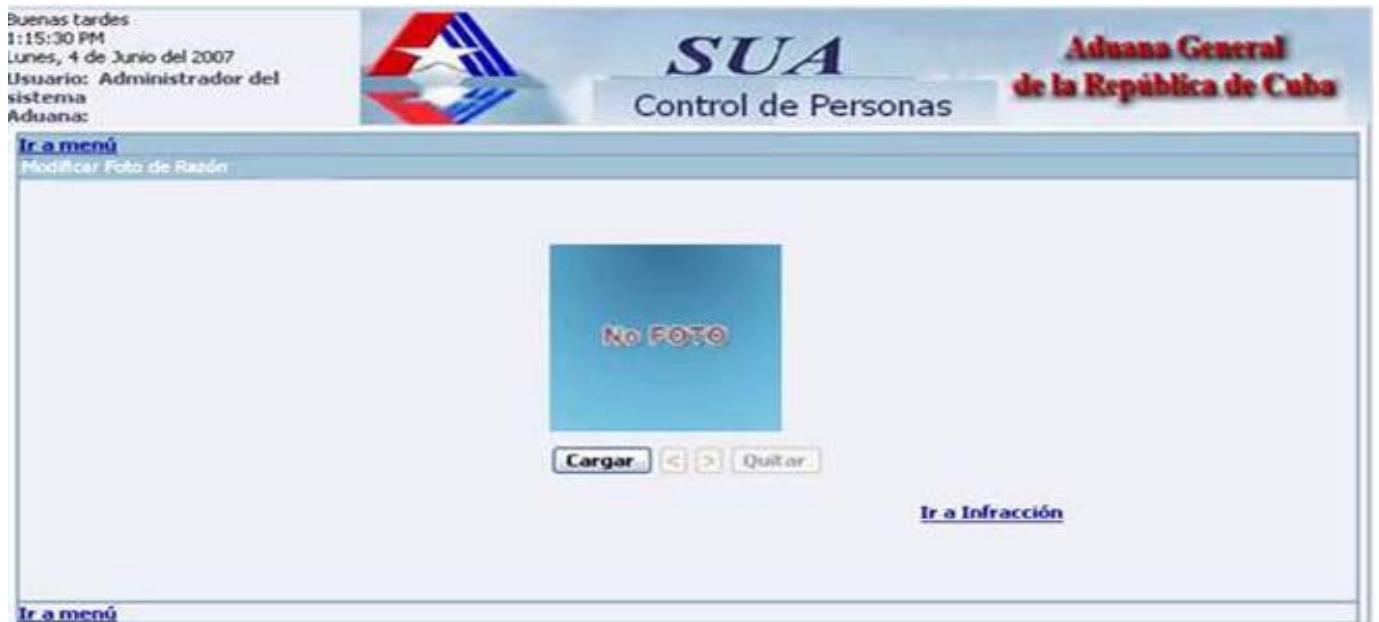 Buenas tardes
1:15:30 PM
Lunes, 4 de Junio del 2007
Usuario: Administrador del
sistema
Aduana:
SUA
Control de Personas
Aduana General
de la República de Cuba
Ir a menú
Modificar Foto de Razón
No FOTO
Cargar < > Quitar
Ir a Infracción
Ir a menú